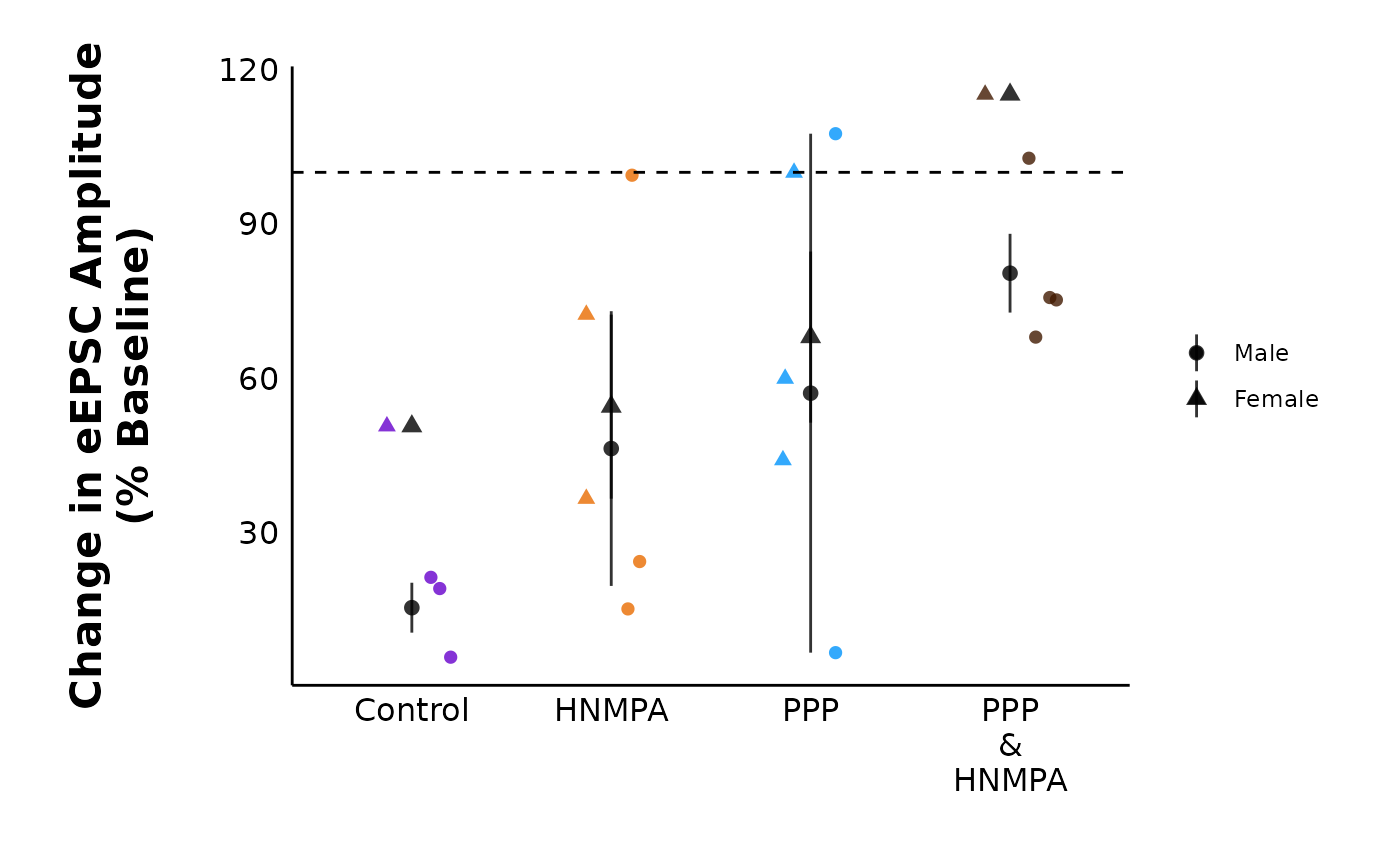 Change in eEPSC Amplitude
(% Baseline)
120
90
60
30
Control
HNMPA
PPP
PPP
&
HNMPA
Male
Female